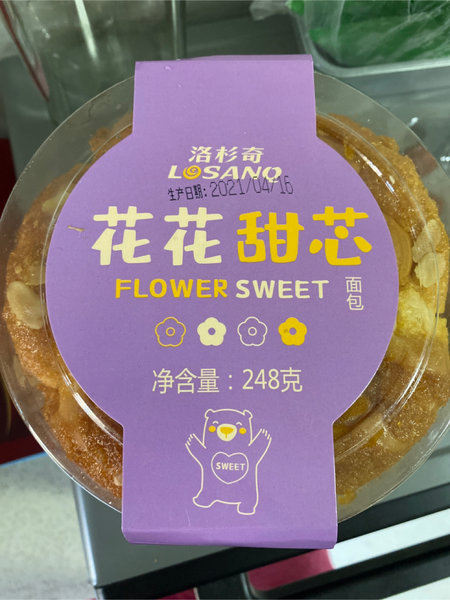 洛杉奇
LOSANQ
生产日期: 2021/04/16
花花甜芯
FLOWER SWEET
面包
净含量：248克
SWEET